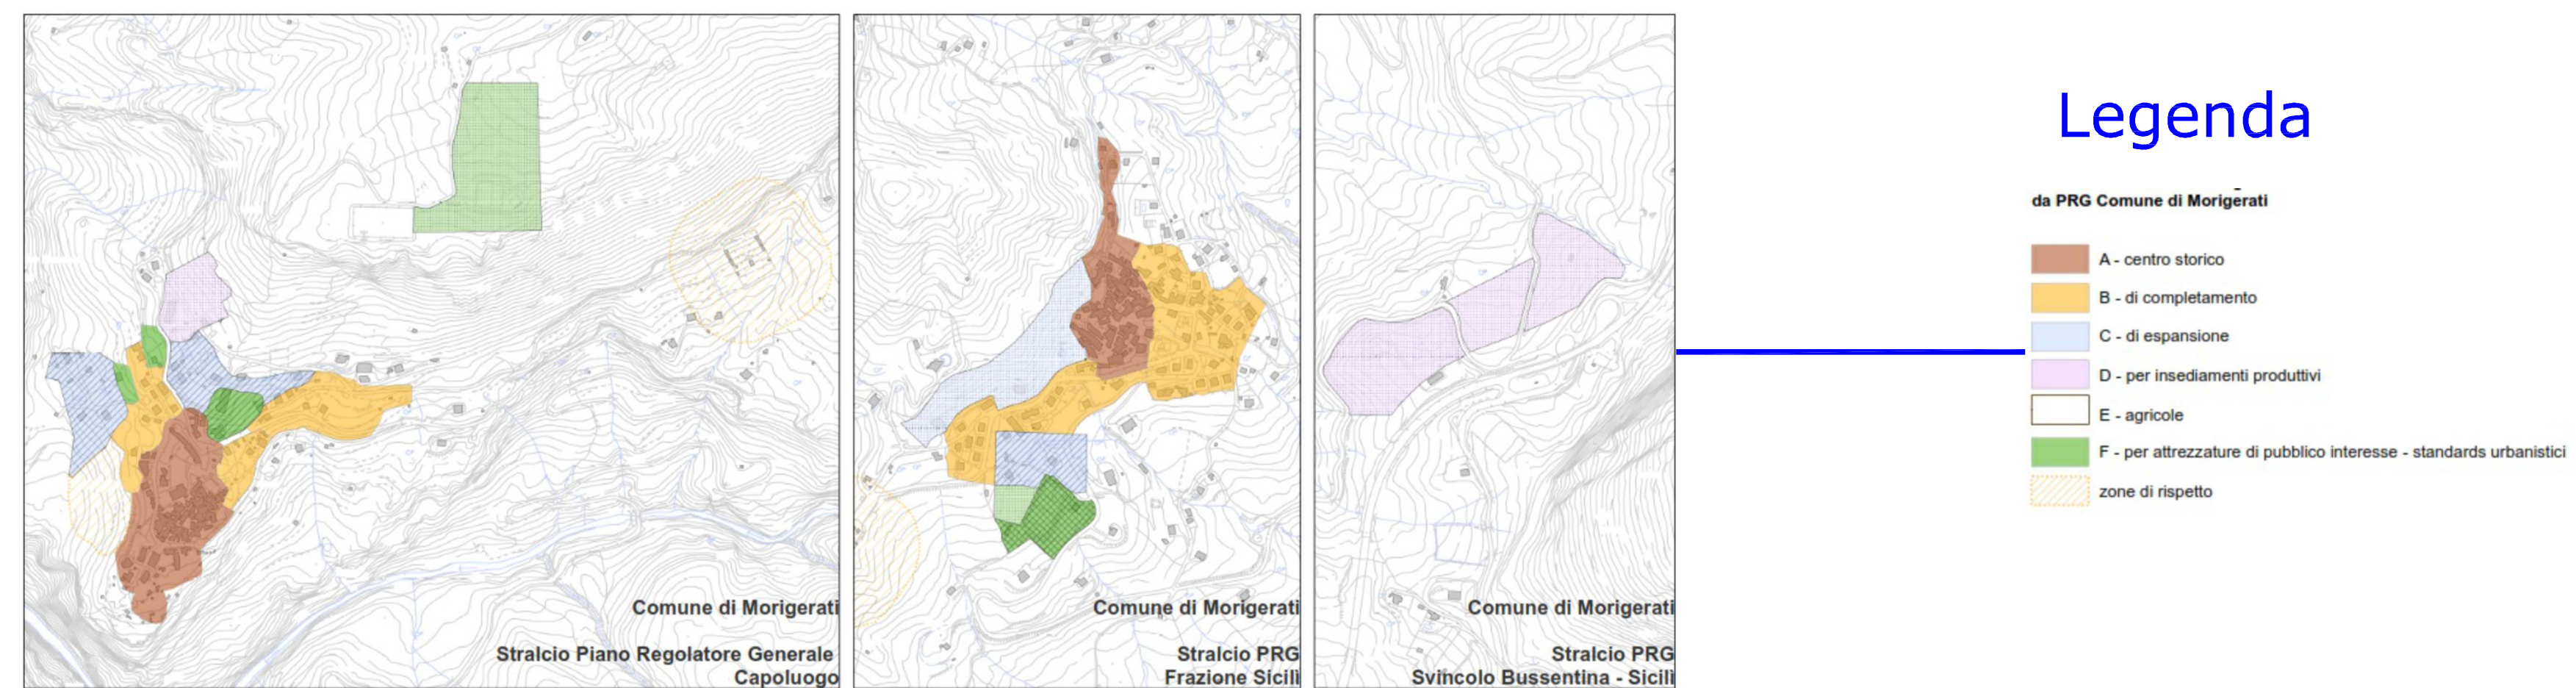 Comune di Morigerati
Stralcio Piano Regolatore Generale
Capoluogo
Comune di Morigerati
Stralcio PRG
Frazione Sicilì
Comune di Morigerati
Stralcio PRG
Svincolo Bussentina - Sicilì
Legenda
da PRG Comune di Morigerati
A - centro storico
B - di completamento
C - di espansione
D - per insediamenti produttivi
E - agricole
F - per attrezzature di pubblico interesse - standards urbanistici
zone di rispetto